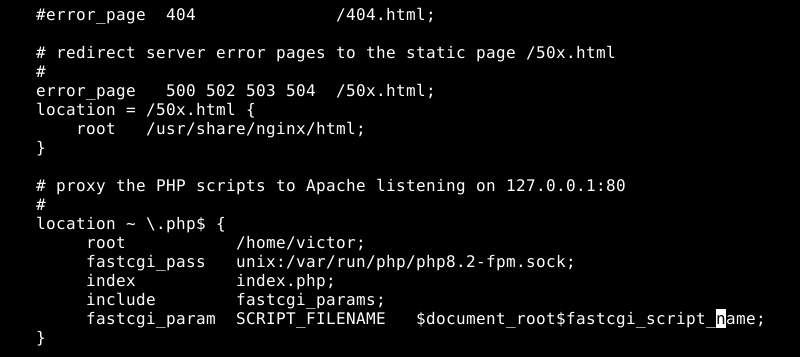 #error_page  404              /404.html;
# redirect server error pages to the static page /50x.html
#
error_page   500 502 503 504  /50x.html;
location = /50x.html {
    root   /usr/share/nginx/html;
}
# proxy the PHP scripts to Apache listening on 127.0.0.1:80
#
location ~ \.php$ {
     root           /home/victor;
     fastcgi_pass   unix:/var/run/php/php8.2-fpm.sock;
     index          index.php;
     include        fastcgi_params;
     fastcgi_param  SCRIPT_FILENAME   $document_root$fastcgi_script_name;
}